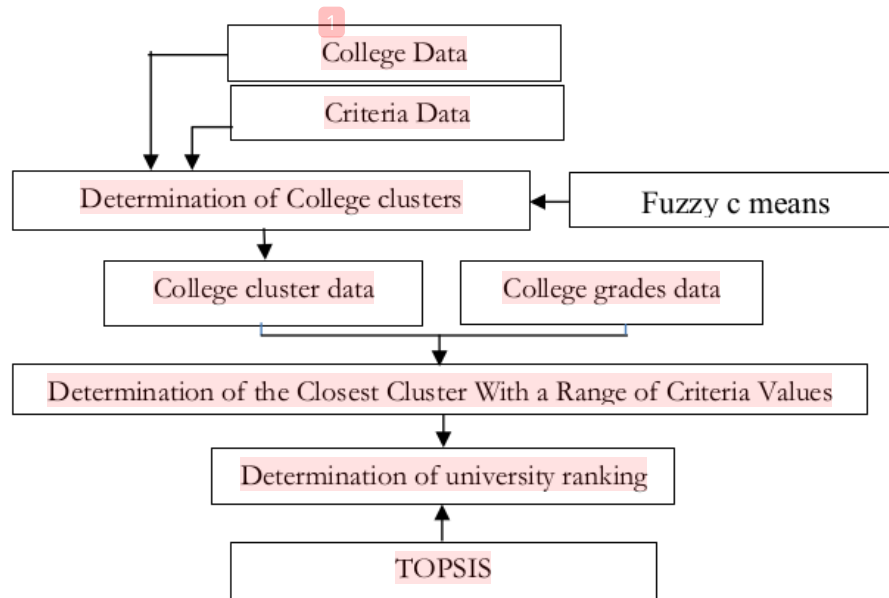 1
College Data
Criteria Data
Determination of College clusters
Fuzzy c means
College cluster data
College grades data
Determination of the Closest Cluster With a Range of Criteria Values
Determination of university ranking
TOPSIS